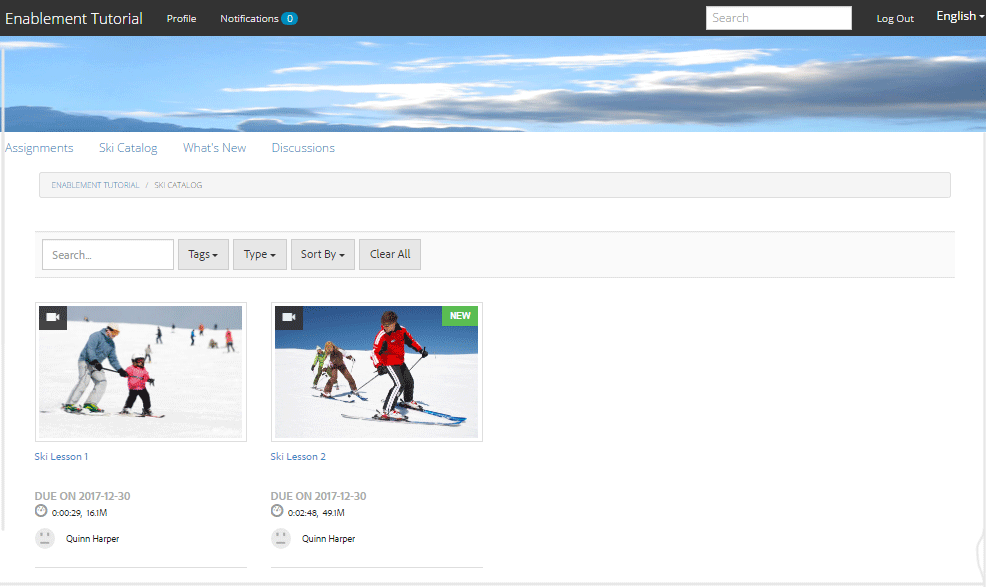 Enablement Tutorial Profile Notifications 0 Search Log Out English
Assignments Ski Catalog What's New Discussions
ENABLEMENT TUTORIAL / SKI CATALOG
Search... Tags Type Sort By Clear All
NEW
Ski Lesson 1 Ski Lesson 2
DUE ON 2017-12-30 DUE ON 2017-12-30
0:00:29, 16.1M 0:02:48, 49.1M
Quinn Harper Quinn Harper